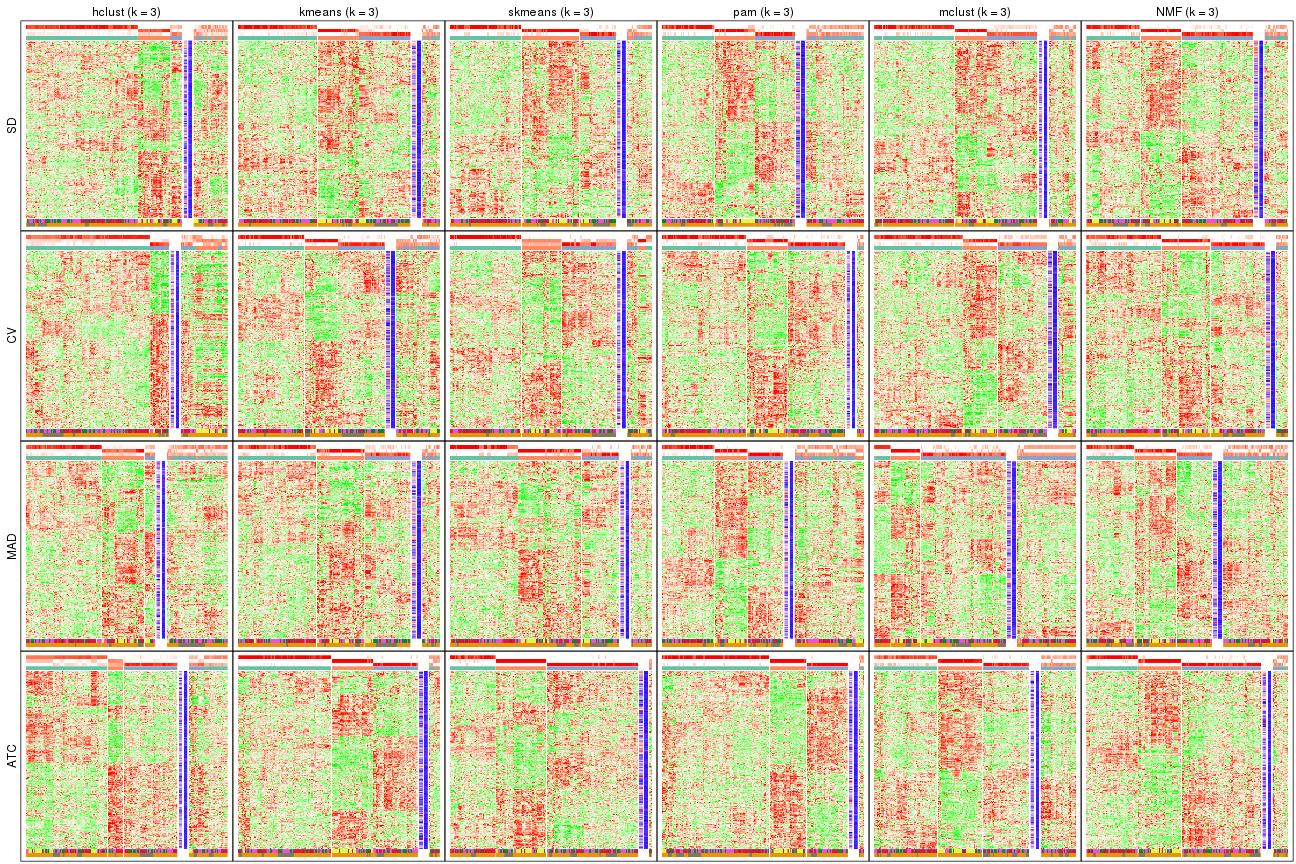 hclust (k = 3) kmeans (k = 3) skmeans (k = 3) pam (k = 3) mclust (k = 3) NMF (k = 3)
SD
CV
MAD
ATC